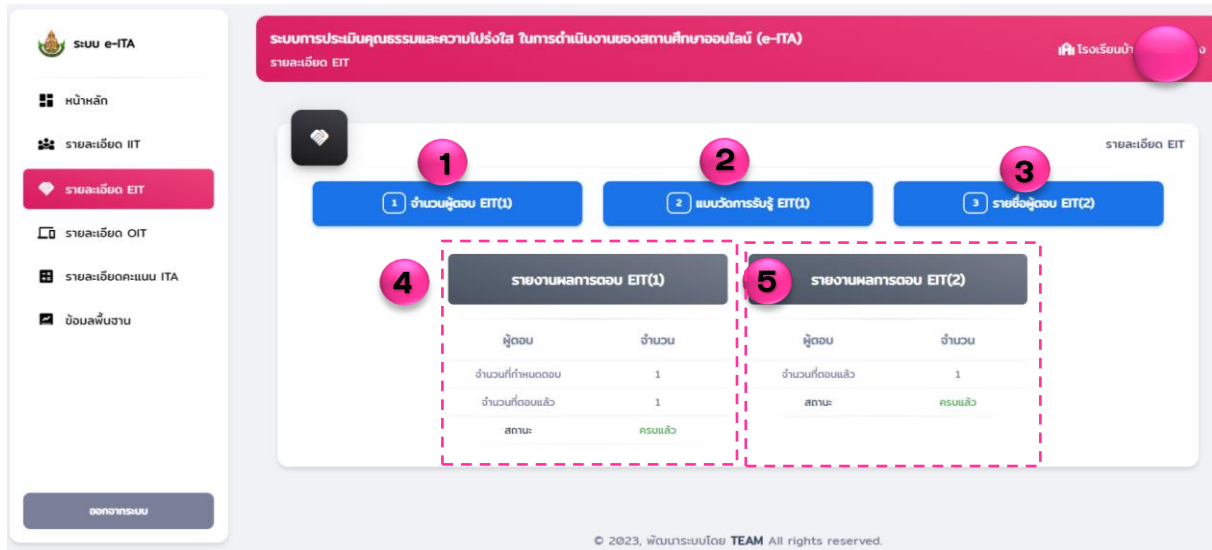 ระบบ e-ITA
หน้าหลัก
รายละเอียด IIT
รายละเอียด EIT
รายละเอียด OIT
รายละเอียดคะแนน ITA
ข้อมูลพื้นฐาน
ออกจากระบบ
ระบบการประเมินคุณธรรมและความโปร่งใส ในการดำเนินงานของสถานศึกษาออนไลน์ (e-ITA)
รายละเอียด EIT
โรงเรียนบ้า
รายละเอียด EIT
1 2 3
1 จำนวนผู้ตอบ EIT(1) 2 แบบวัดการรับรู้ EIT(1) 3 รายชื่อผู้ตอบ EIT(2)
4 รายงานผลการตอบ EIT(1)
ผู้ตอบ จำนวน
จำนวนที่กำหนดตอบ 1
จำนวนที่ตอบแล้ว 1
สถานะ ครบแล้ว
5 รายงานผลการตอบ EIT(2)
ผู้ตอบ จำนวน
จำนวนที่ตอบแล้ว 1
สถานะ ครบแล้ว
© 2023, พัฒนาระบบโดย TEAM All rights reserved.